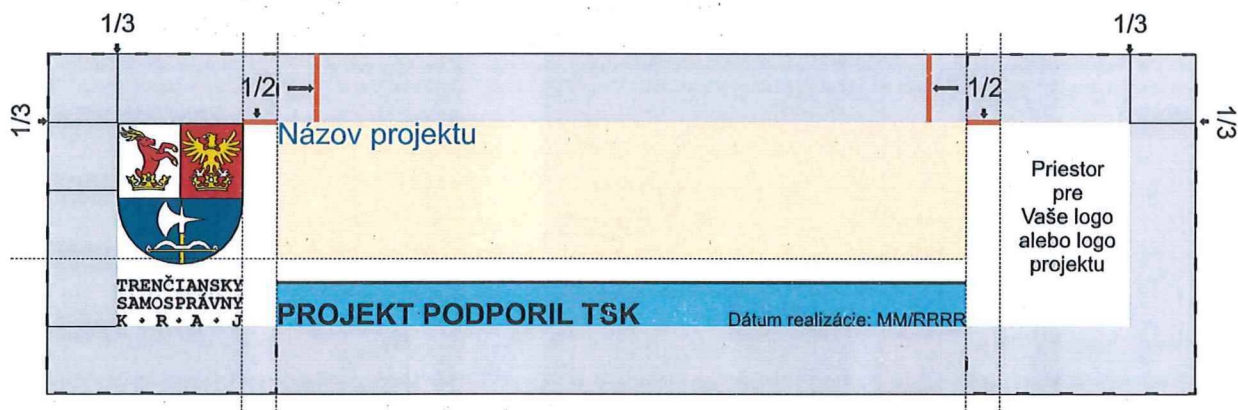 1/3
1/3
1/2
1/2
1/3
1/3
Názov projektu
Priestor
pre
Vaše logo
alebo logo
projektu
TRENČIANSKY
SAMOSPRÁVNY
K · R · A · J
PROJEKT PODPORIL TSK
Dátum realizácie: MM/RRRR